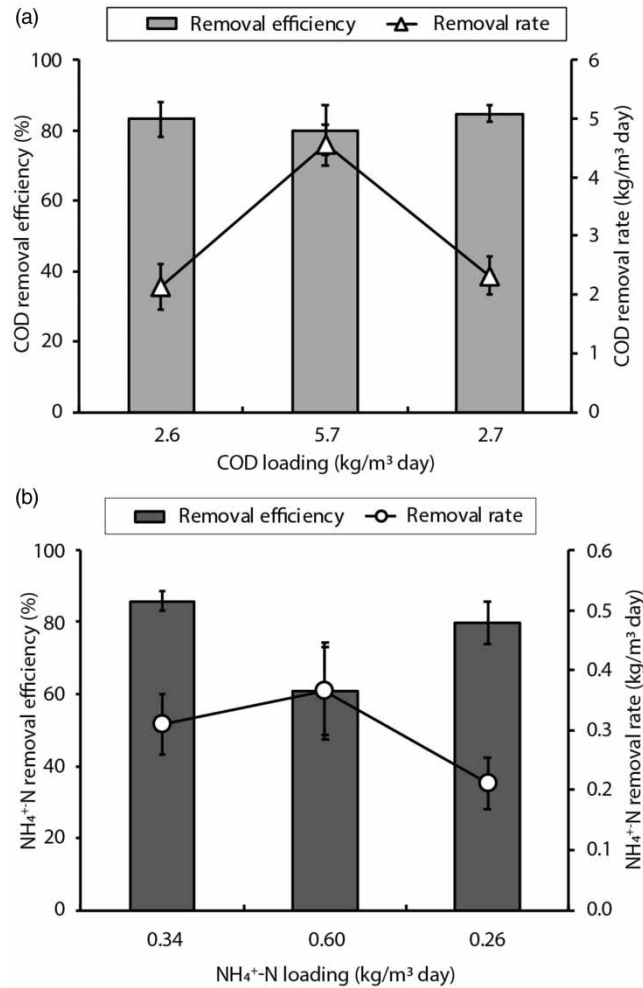 (a)
Removal efficiency Removal rate
100 6
80 5
60 4
40 3
20 2
0 1
0
COD removal efficiency (%)
COD removal rate (kg/m³ day)
2.6 5.7 2.7
COD loading (kg/m³ day)
(b)
Removal efficiency Removal rate
100 0.6
80 0.5
60 0.4
40 0.3
20 0.2
0 0.1
0.0
NH₄⁺-N removal efficiency (%)
NH₄⁺-N removal rate (kg/m³ day)
0.34 0.60 0.26
NH₄⁺-N loading (kg/m³ day)